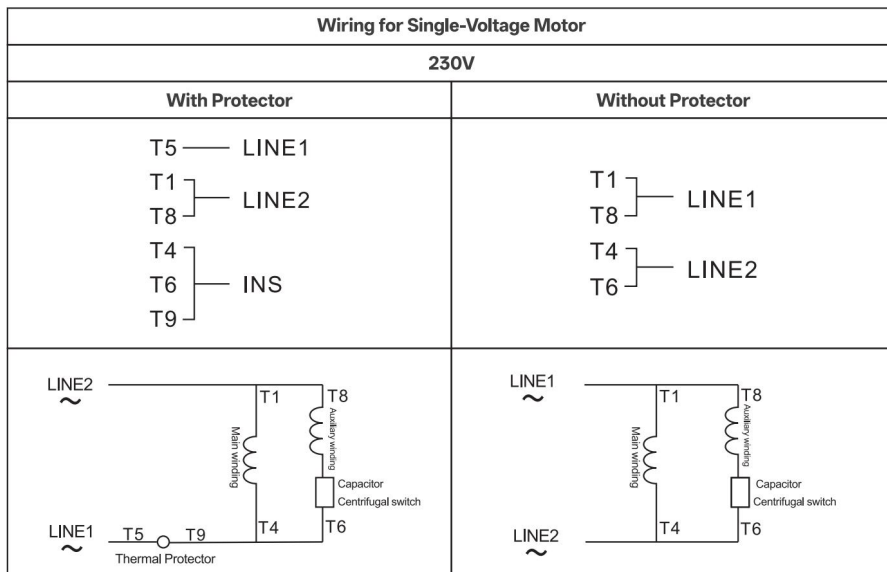 Wiring for Single-Voltage Motor
230V
With Protector
Without Protector
T5 LINE1
T1
T8
LINE2
T4
T6
T9
INS
T1
T8
LINE1
T4
T6
LINE2
LINE2
~
T1
T8
Main winding
Auxiliary winding
Capacitor
Centrifugal switch
LINE1
~
T5
T9
T4
T6
Thermal Protector
LINE1
~
T1
T8
Main winding
Auxiliary winding
Capacitor
Centrifugal switch
LINE2
~
T4
T6